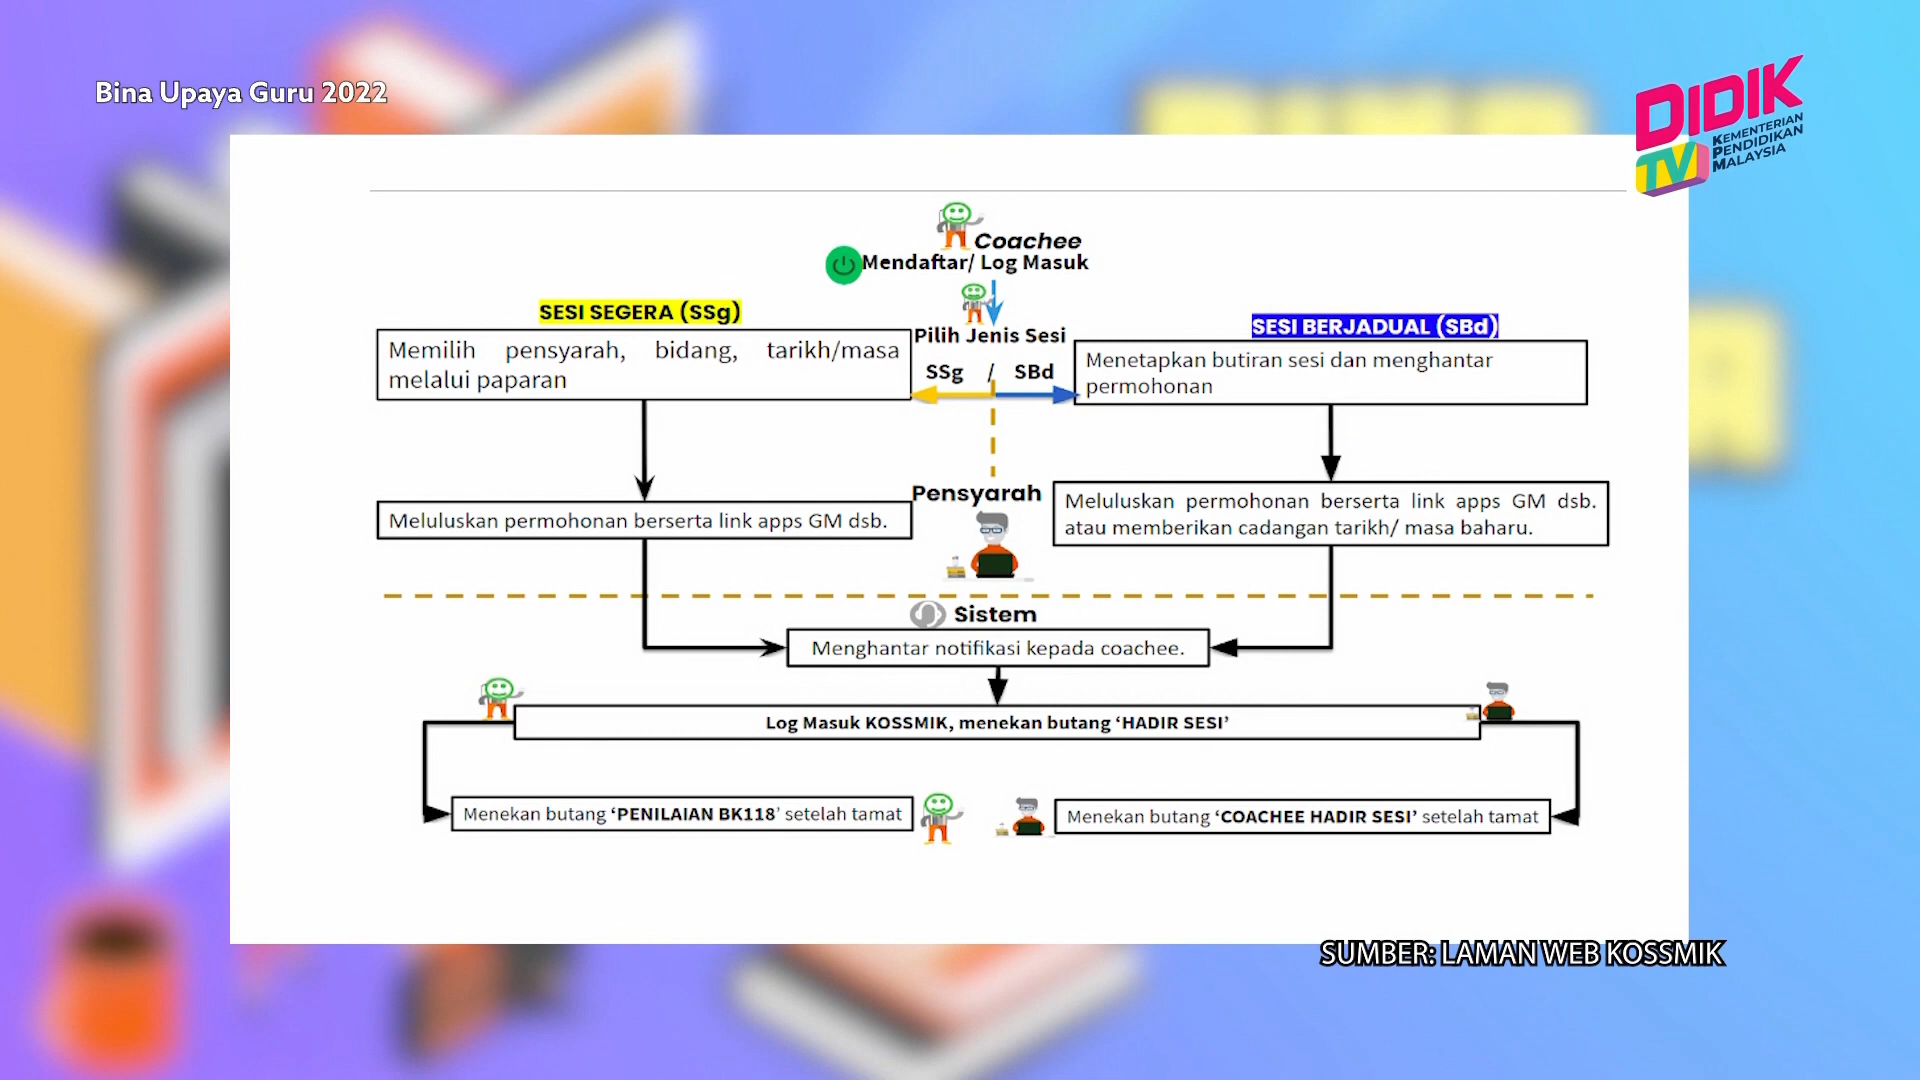 Bina Upaya Guru 2022
DIDIK
TV
KEMENTERIAN
PENDIDIKAN
MALAYSIA
Coachee
Mendaftar/ Log Masuk
SESI SEGERA (SSg)
Memilih pensyarah, bidang, tarikh/masa
melalui paparan
Pilih Jenis Sesi
SSg / SBd
SESI BERJADUAL (SBd)
Menetapkan butiran sesi dan menghantar
permohonan
Meluluskan permohonan berserta link apps GM dsb.
Pensyarah
Meluluskan permohonan berserta link apps GM dsb.
atau memberikan cadangan tarikh/ masa baharu.
Sistem
Menghantar notifikasi kepada coachee.
Log Masuk KOSSMIK, menekan butang ‘HADIR SESI’
Menekan butang ‘PENILAIAN BK118’ setelah tamat
Menekan butang ‘COACHEE HADIR SESI’ setelah tamat
SUMBER: LAMAN WEB KOSSMIK